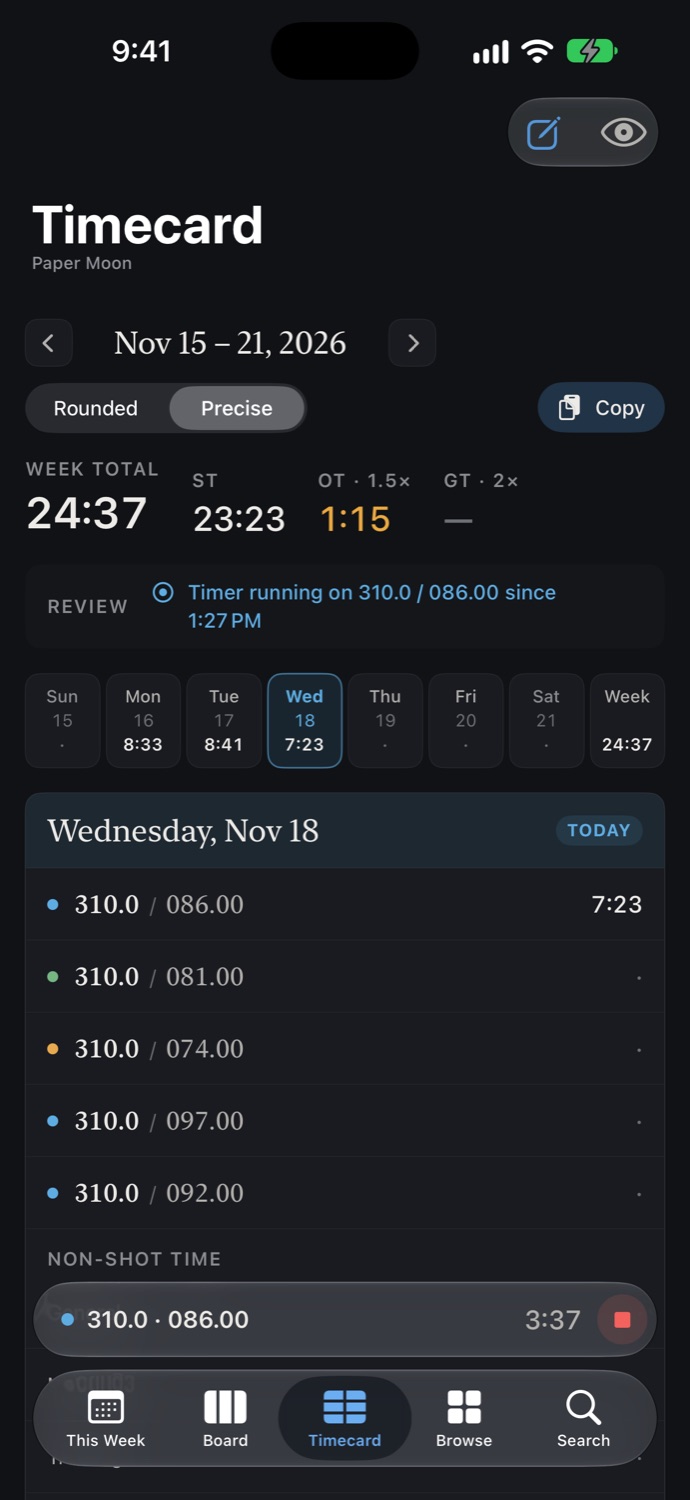 9:41
Timecard
Paper Moon
Nov 15 – 21, 2026
Rounded Precise Copy
WEEK TOTAL ST OT · 1.5× GT · 2×
24:37 23:23 1:15 —
REVIEW Timer running on 310.0 / 086.00 since
1:27 PM
Sun Mon Tue Wed Thu Fri Sat Week
15 16 17 18 19 20 21
· 8:33 8:41 7:23 · · · 24:37
Wednesday, Nov 18 TODAY
310.0 / 086.00 7:23
310.0 / 081.00 ·
310.0 / 074.00 ·
310.0 / 097.00 ·
310.0 / 092.00 ·
NON-SHOT TIME
310.0 · 086.00 3:37
This Week Board Timecard Browse Search